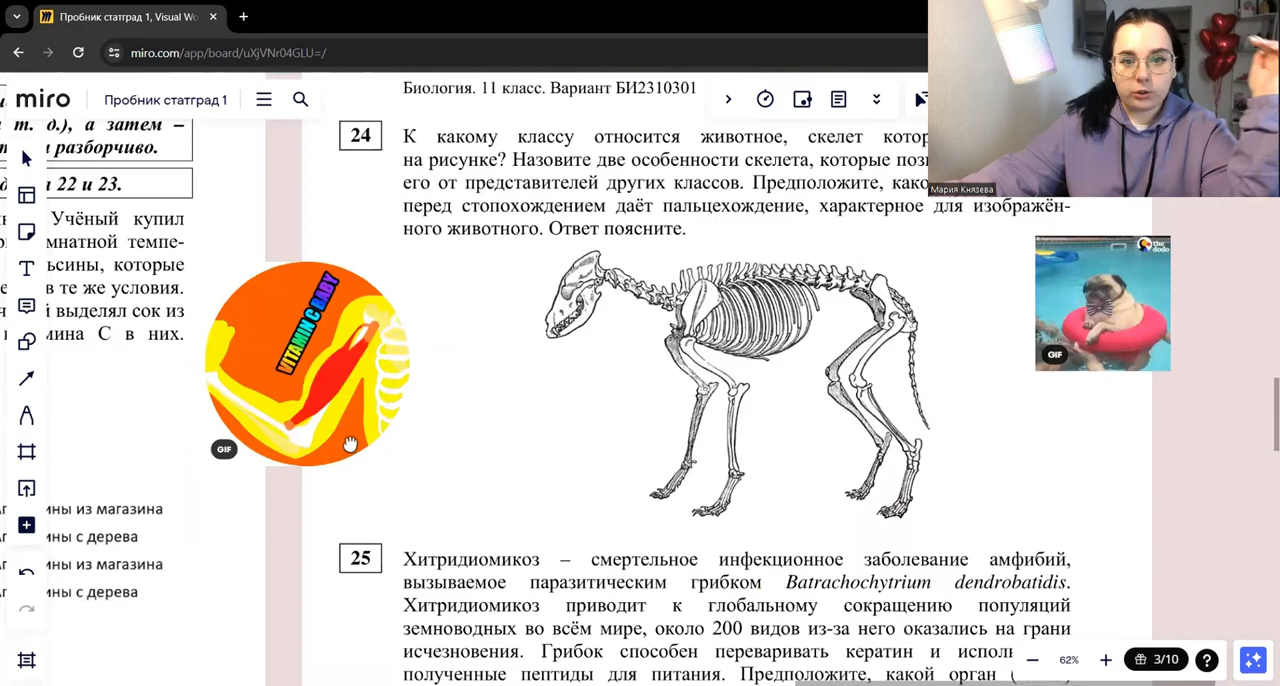 Пробник статград 1, Visual Wo
miro.com/app/board/uXjVNr04GLU=/
miro
Пробник статград 1
Биология. 11 класс. Вариант БИ2310301
т. д.), а затем –
разборчиво.
22 и 23.
Учёный купил
мнатной темпе-
ьсины, которые
в те же условия.
выделял сок из
мина С в них.
ины из магазина
ины с дерева
ины из магазина
ины с дерева
VITAMIN C BABY
GIF
24
К какому классу относится животное, скелет котор
на рисунке? Назовите две особенности скелета, которые поз
его от представителей других классов. Предположите, как
перед стопохождением даёт пальцехождение, характерное для изображён-
ного животного. Ответ поясните.
Мария Князева
the dodo
GIF
25
Хитридиомикоз – смертельное инфекционное заболевание амфибий,
вызываемое паразитическим грибком Batrachochytrium dendrobatidis.
Хитридиомикоз приводит к глобальному сокращению популяций
земноводных во всём мире, около 200 видов из-за него оказались на грани
исчезновения. Грибок способен переваривать кератин и испол
полученные пептиды для питания. Предположите, какой орган
62%
3/10